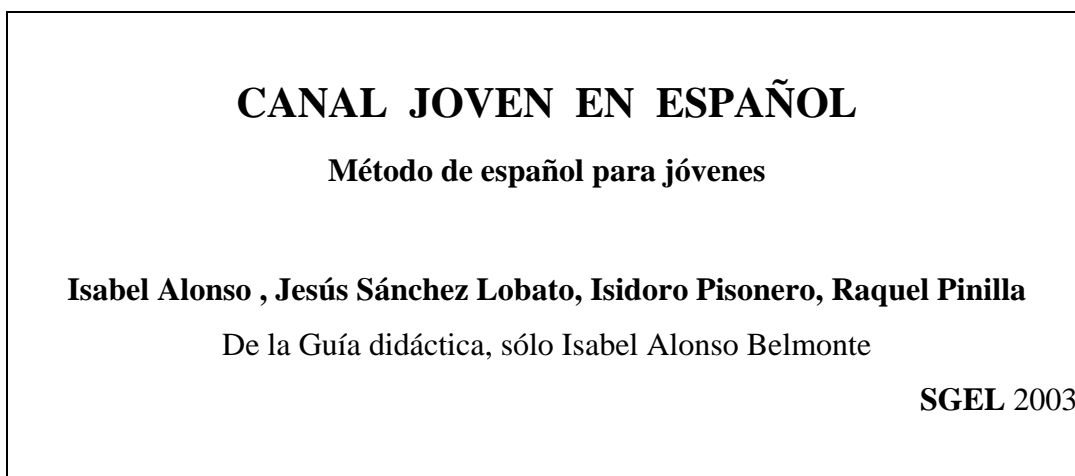 CANAL JOVEN EN ESPAÑOL
Método de español para jóvenes
Isabel Alonso , Jesús Sánchez Lobato, Isidoro Pisonero, Raquel Pinilla
De la Guía didáctica, sólo Isabel Alonso Belmonte
SGEL 2003